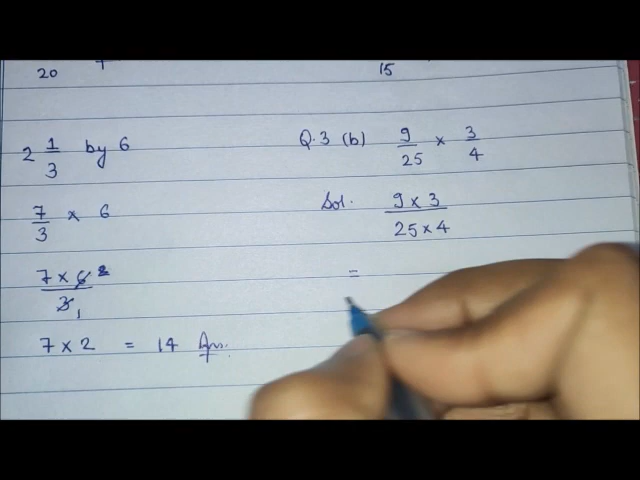 20
15
2 1/3 by 6
7/3 × 6
7 × 6 2 / 3 1
7 × 2 = 14 Ans.
Q.3 (b) 9/25 × 3/4
Sol. 9 × 3 / 25 × 4
=